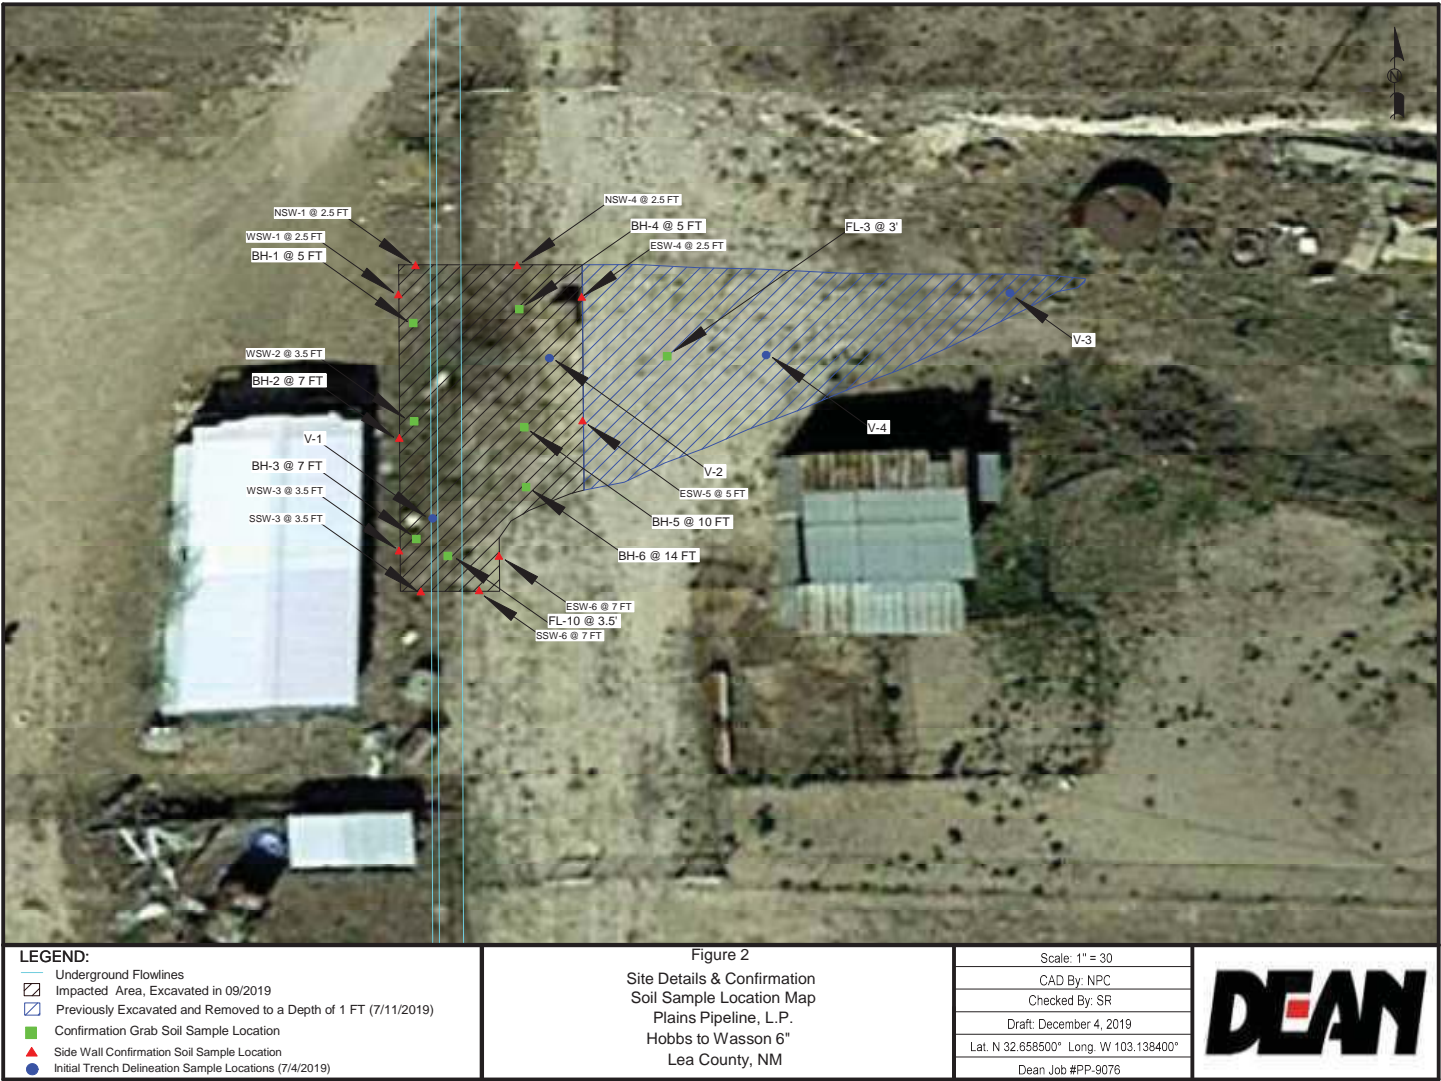 N
NSW-1 @ 2.5 FT
NSW-4 @ 2.5 FT
WSW-1 @ 2.5 FT
BH-4 @ 5 FT
FL-3 @ 3'
BH-1 @ 5 FT
ESW-4 @ 2.5 FT
V-3
WSW-2 @ 3.5 FT
BH-2 @ 7 FT
V-4
V-1
BH-3 @ 7 FT
V-2
WSW-3 @ 3.5 FT
ESW-5 @ 5 FT
SSW-3 @ 3.5 FT
BH-5 @ 10 FT
BH-6 @ 14 FT
ESW-6 @ 7 FT
FL-10 @ 3.5'
SSW-6 @ 7 FT
LEGEND:
Underground Flowlines
Impacted Area, Excavated in 09/2019
Previously Excavated and Removed to a Depth of 1 FT (7/11/2019)
Confirmation Grab Soil Sample Location
Side Wall Confirmation Soil Sample Location
Initial Trench Delineation Sample Locations (7/4/2019)
Figure 2
Site Details & Confirmation
Soil Sample Location Map
Plains Pipeline, L.P.
Hobbs to Wasson 6"
Lea County, NM
Scale: 1" = 30
CAD By: NPC
Checked By: SR
Draft: December 4, 2019
Lat. N 32.658500° Long. W 103.138400°
Dean Job #PP-9076
DEAN